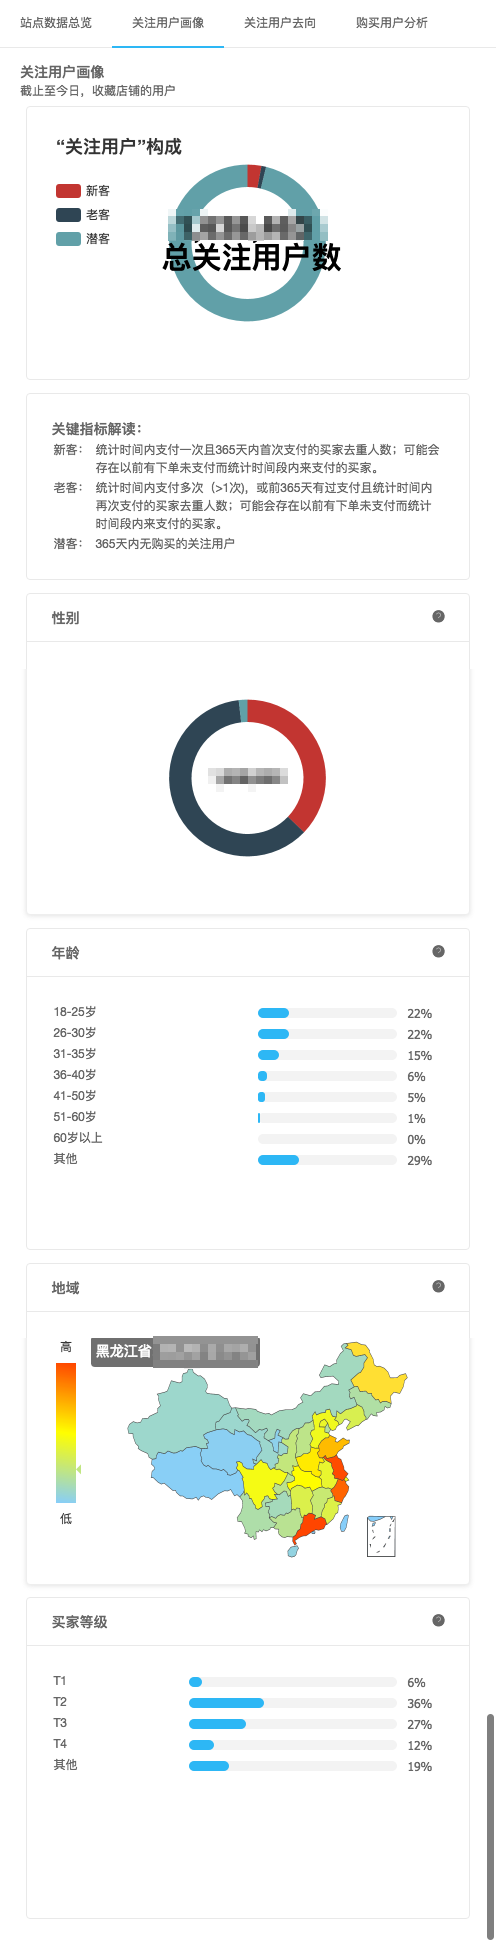 站点数据总览 关注用户画像 关注用户去向 购买用户分析
关注用户画像
截止至今日，收藏店铺的用户
“关注用户”构成
新客
老客
潜客
总关注用户数
关键指标解读：
新客： 统计时间内支付一次且365天内首次支付的买家去重人数；可能会
存在以前有下单未支付而统计时段内来支付的买家。
老客： 统计时间内支付多次（>1次)，或前365天有过支付且统计时间内
再次支付的买家去重人数；可能会存在以前有下单未支付而统计
时间段内来支付的买家。
潜客： 365天内无购买的关注用户
性别
年龄
18-25岁 22%
26-30岁 22%
31-35岁 15%
36-40岁 6%
41-50岁 5%
51-60岁 1%
60岁以上 0%
其他 29%
地域
高
黑龙江省
低
买家等级
T1 6%
T2 36%
T3 27%
T4 12%
其他 19%